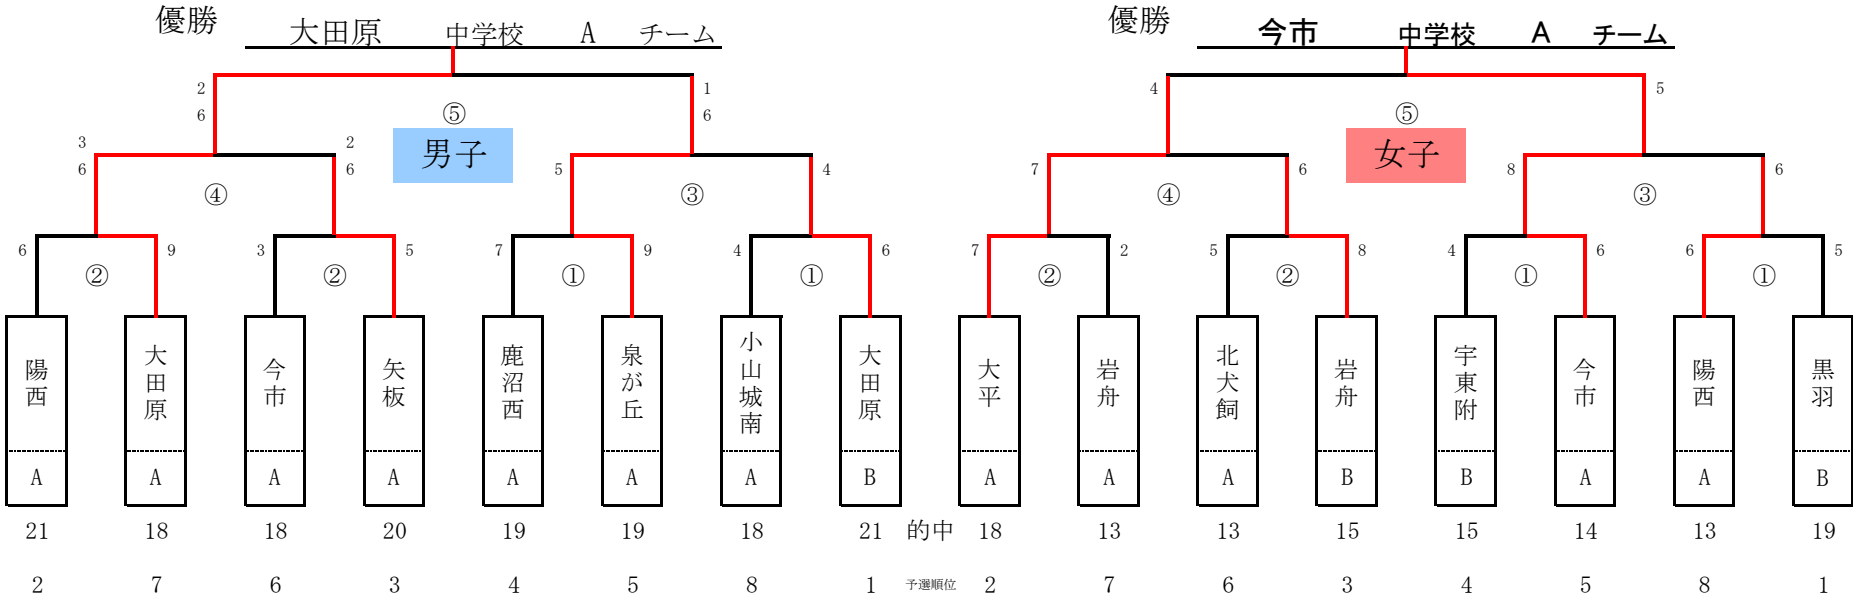 優勝 大田原 中学校 A チーム
優勝 今市 中学校 A チーム
2 1
6 ⑤ 6
男子
4 5
⑤
女子
3 2
6 6 5 4
④ ③
7 6 8 6
④ ③
6 9 3 5 7 9 4 6
② ② ① ①
7 2 5 8 4 6 6 5
② ② ① ①
陽西 A
大田原 A
今市 A
矢板 A
鹿沼西 A
泉が丘 A
小山城南 A
大田原 B
大平 A
岩舟 A
北犬飼 A
岩舟 B
宇東附 B
今市 A
陽西 A
黒羽 B
21 18 18 20 19 19 18 21 的中 18 13 13 15 15 14 13 19
2 7 6 3 4 5 8 1 予選順位 2 7 6 3 4 5 8 1